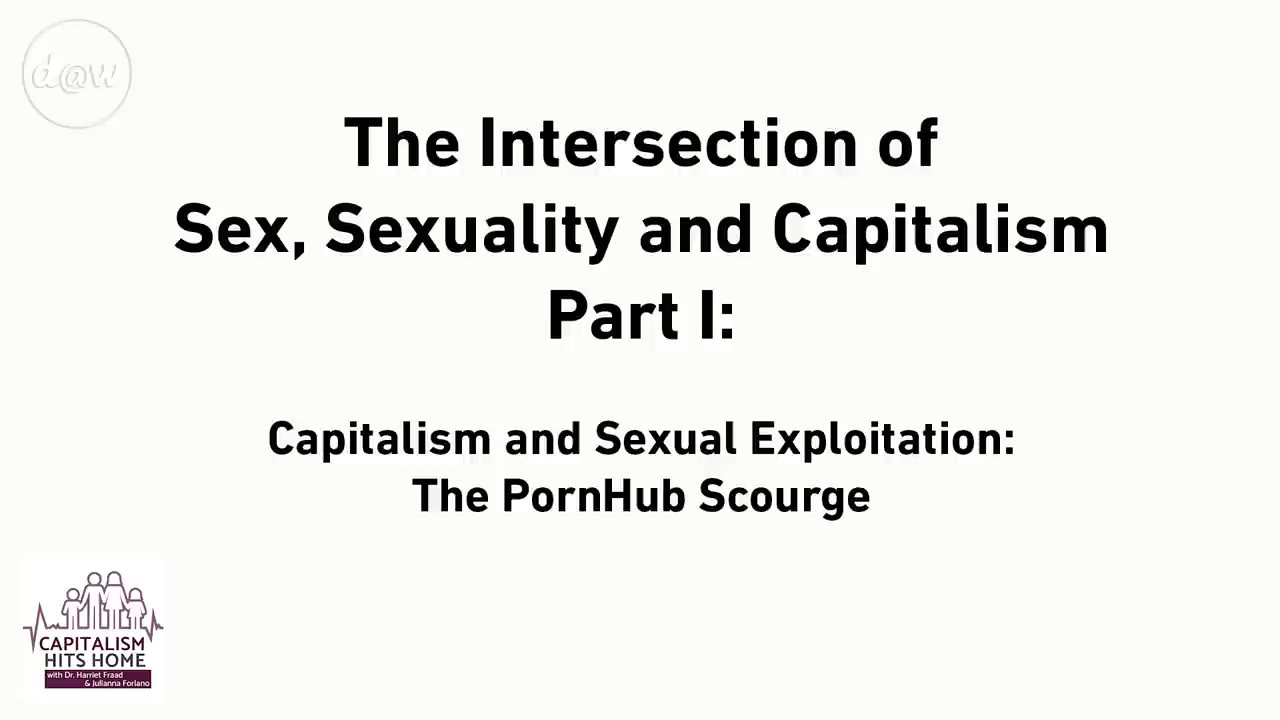 d@w
The Intersection of
Sex, Sexuality and Capitalism
Part I:
Capitalism and Sexual Exploitation:
The PornHub Scourge
CAPITALISM
HITS HOME
with Dr. Harriet Fraad
& Julianna Forlano